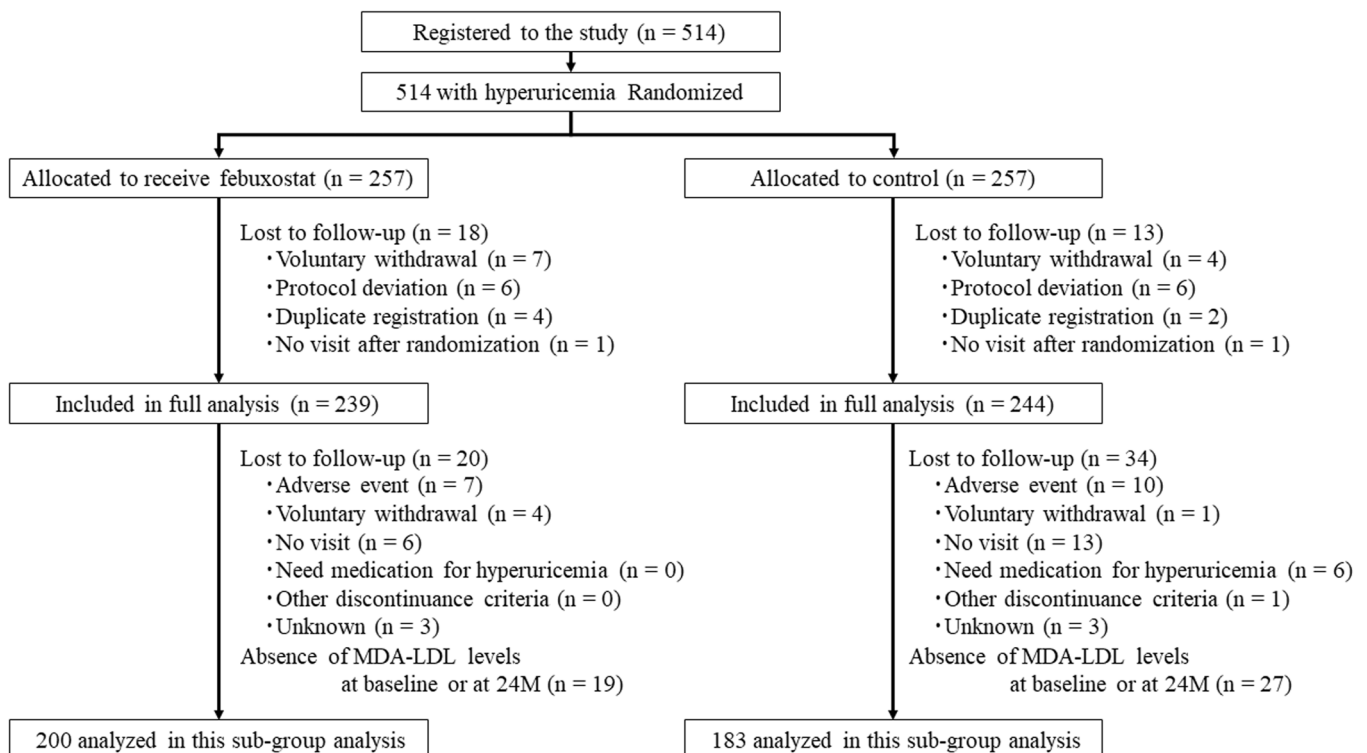 Registered to the study (n = 514)
514 with hyperuricemia Randomized
Allocated to receive febuxostat (n = 257)
Lost to follow-up (n = 18)
・Voluntary withdrawal (n = 7)
・Protocol deviation (n = 6)
・Duplicate registration (n = 4)
・No visit after randomization (n = 1)
Included in full analysis (n = 239)
Lost to follow-up (n = 20)
・Adverse event (n = 7)
・Voluntary withdrawal (n = 4)
・No visit (n = 6)
・Need medication for hyperuricemia (n = 0)
・Other discontinuance criteria (n = 0)
・Unknown (n = 3)
Absence of MDA-LDL levels
at baseline or at 24M (n = 19)
200 analyzed in this sub-group analysis
Allocated to control (n = 257)
Lost to follow-up (n = 13)
・Voluntary withdrawal (n = 4)
・Protocol deviation (n = 6)
・Duplicate registration (n = 2)
・No visit after randomization (n = 1)
Included in full analysis (n = 244)
Lost to follow-up (n = 34)
・Adverse event (n = 10)
・Voluntary withdrawal (n = 1)
・No visit (n = 13)
・Need medication for hyperuricemia (n = 6)
・Other discontinuance criteria (n = 1)
・Unknown (n = 3)
Absence of MDA-LDL levels
at baseline or at 24M (n = 27)
183 analyzed in this sub-group analysis